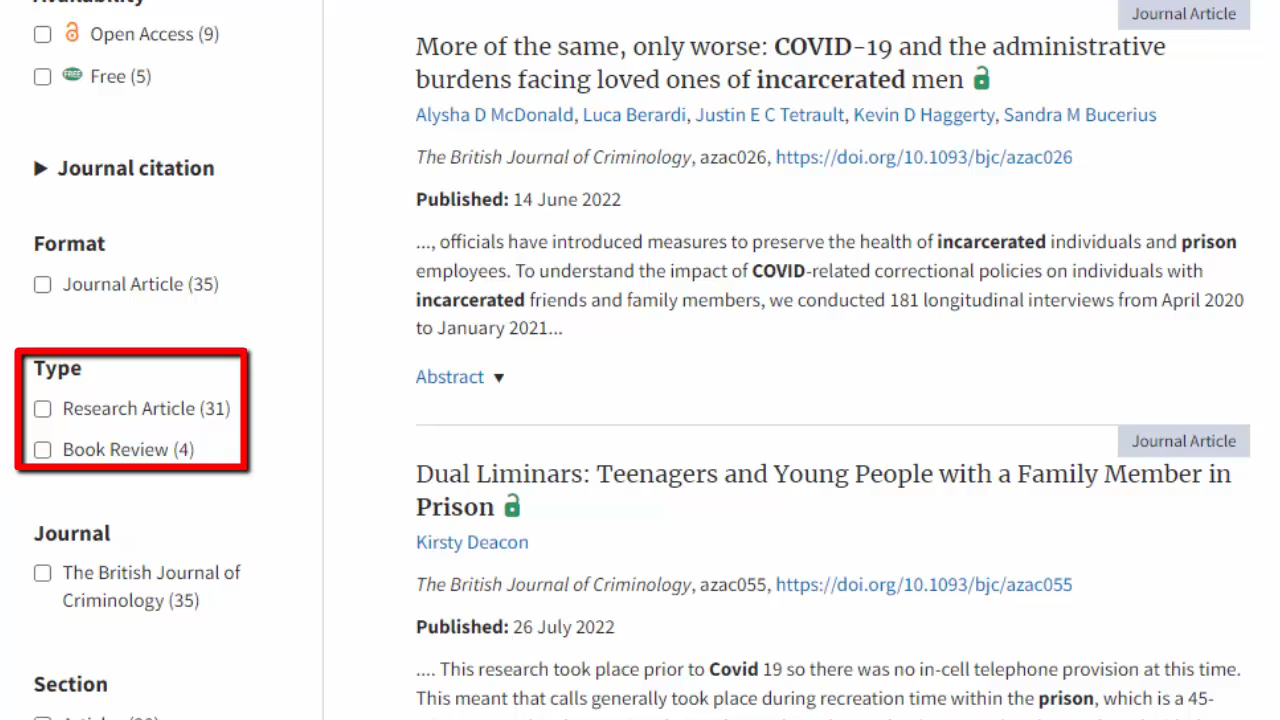 Availability
Open Access (9)
FREE Free (5)
Journal citation
Format
Journal Article (35)
Type
Research Article (31)
Book Review (4)
Journal
The British Journal of
Criminology (35)
Section
Journal Article
More of the same, only worse: COVID-19 and the administrative
burdens facing loved ones of incarcerated men
Alysha D McDonald, Luca Berardi, Justin E C Tetrault, Kevin D Haggerty, Sandra M Bucerius
The British Journal of Criminology, azac026, https://doi.org/10.1093/bjc/azac026
Published: 14 June 2022
..., officials have introduced measures to preserve the health of incarcerated individuals and prison
employees. To understand the impact of COVID-related correctional policies on individuals with
incarcerated friends and family members, we conducted 181 longitudinal interviews from April 2020
to January 2021...
Abstract
Journal Article
Dual Liminars: Teenagers and Young People with a Family Member in
Prison
Kirsty Deacon
The British Journal of Criminology, azac055, https://doi.org/10.1093/bjc/azac055
Published: 26 July 2022
.... This research took place prior to Covid 19 so there was no in-cell telephone provision at this time.
This meant that calls generally took place during recreation time within the prison, which is a 45-